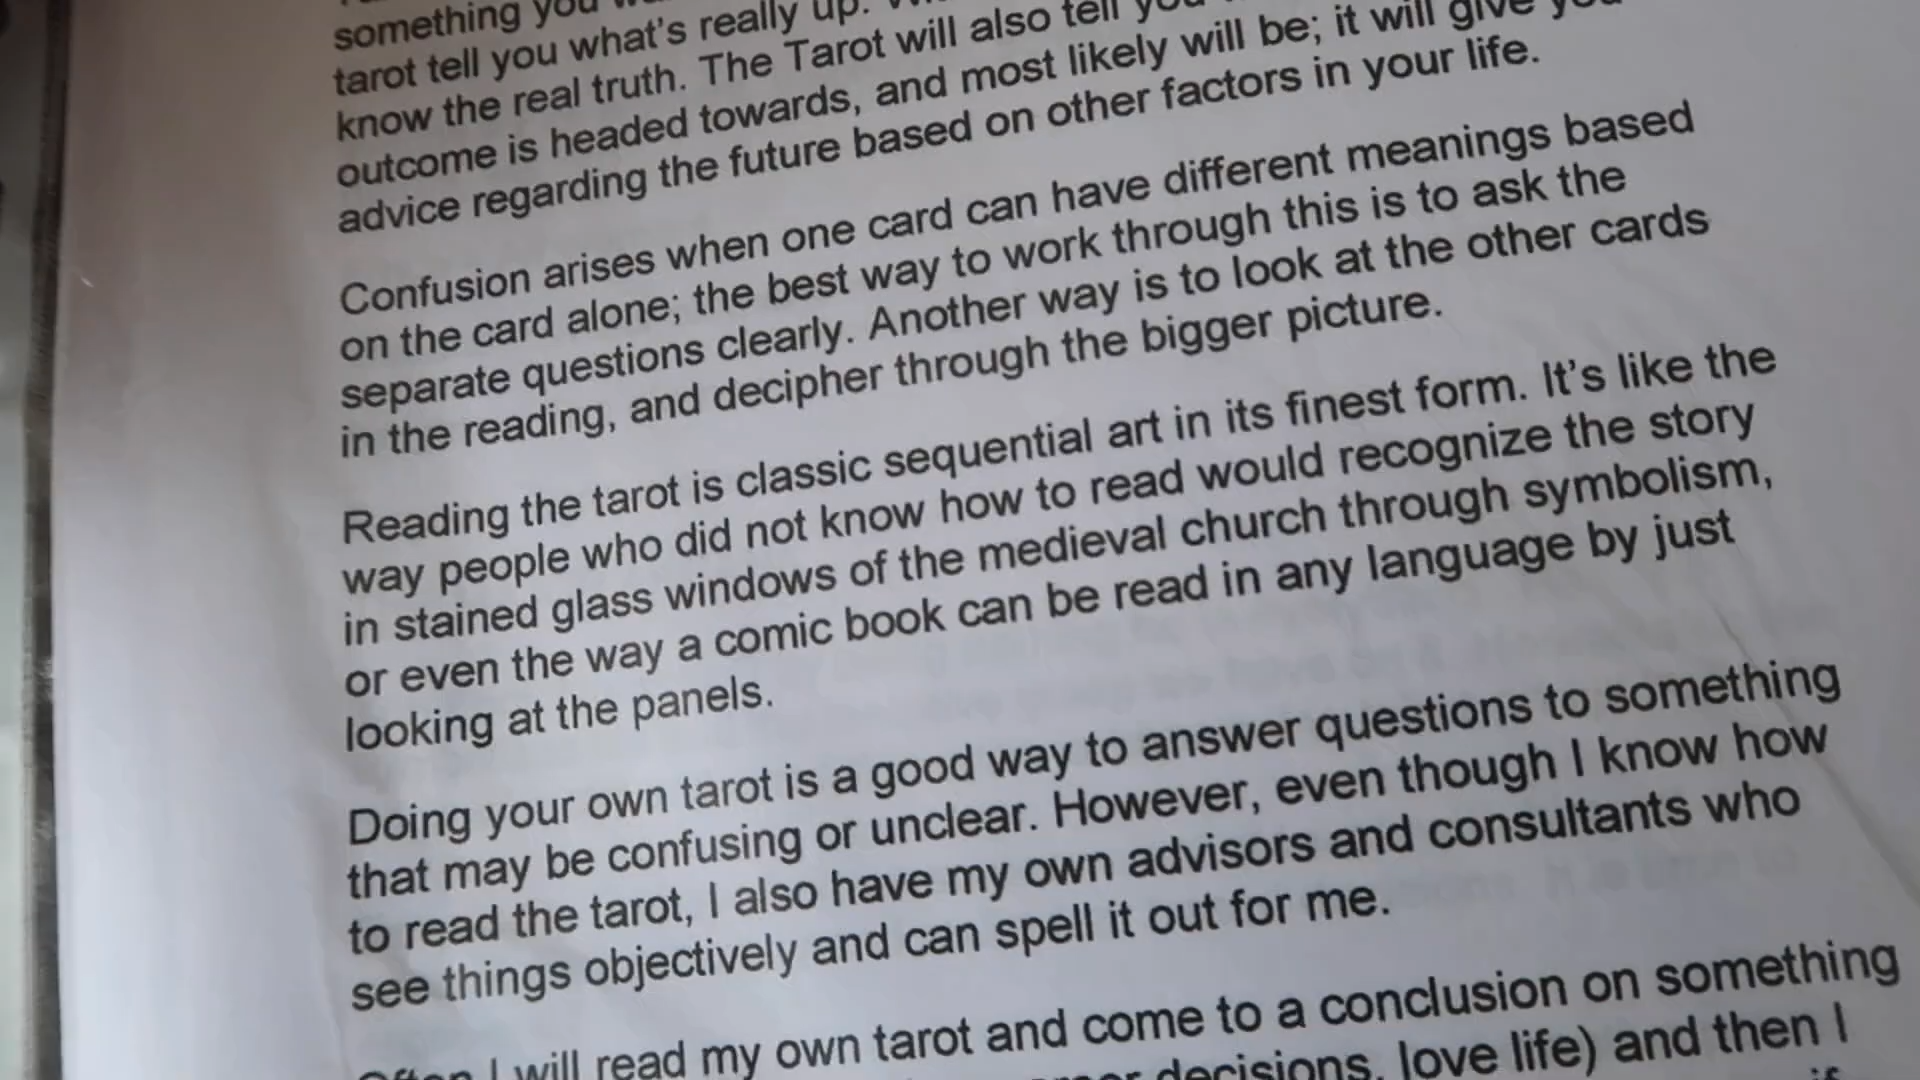 something you
tarot tell you what's really up.
know the real truth. The Tarot will also tell you
outcome is headed towards, and most likely will be; it will give you
advice regarding the future based on other factors in your life.
Confusion arises when one card can have different meanings based
on the card alone; the best way to work through this is to ask the
separate questions clearly. Another way is to look at the other cards
in the reading, and decipher through the bigger picture.
Reading the tarot is classic sequential art in its finest form. It's like the
way people who did not know how to read would recognize the story
in stained glass windows of the medieval church through symbolism,
or even the way a comic book can be read in any language by just
looking at the panels.
Doing your own tarot is a good way to answer questions to something
that may be confusing or unclear. However, even though I know how
to read the tarot, I also have my own advisors and consultants who
see things objectively and can spell it out for me.
Often I will read my own tarot and come to a conclusion on something
decisions, love life) and then I